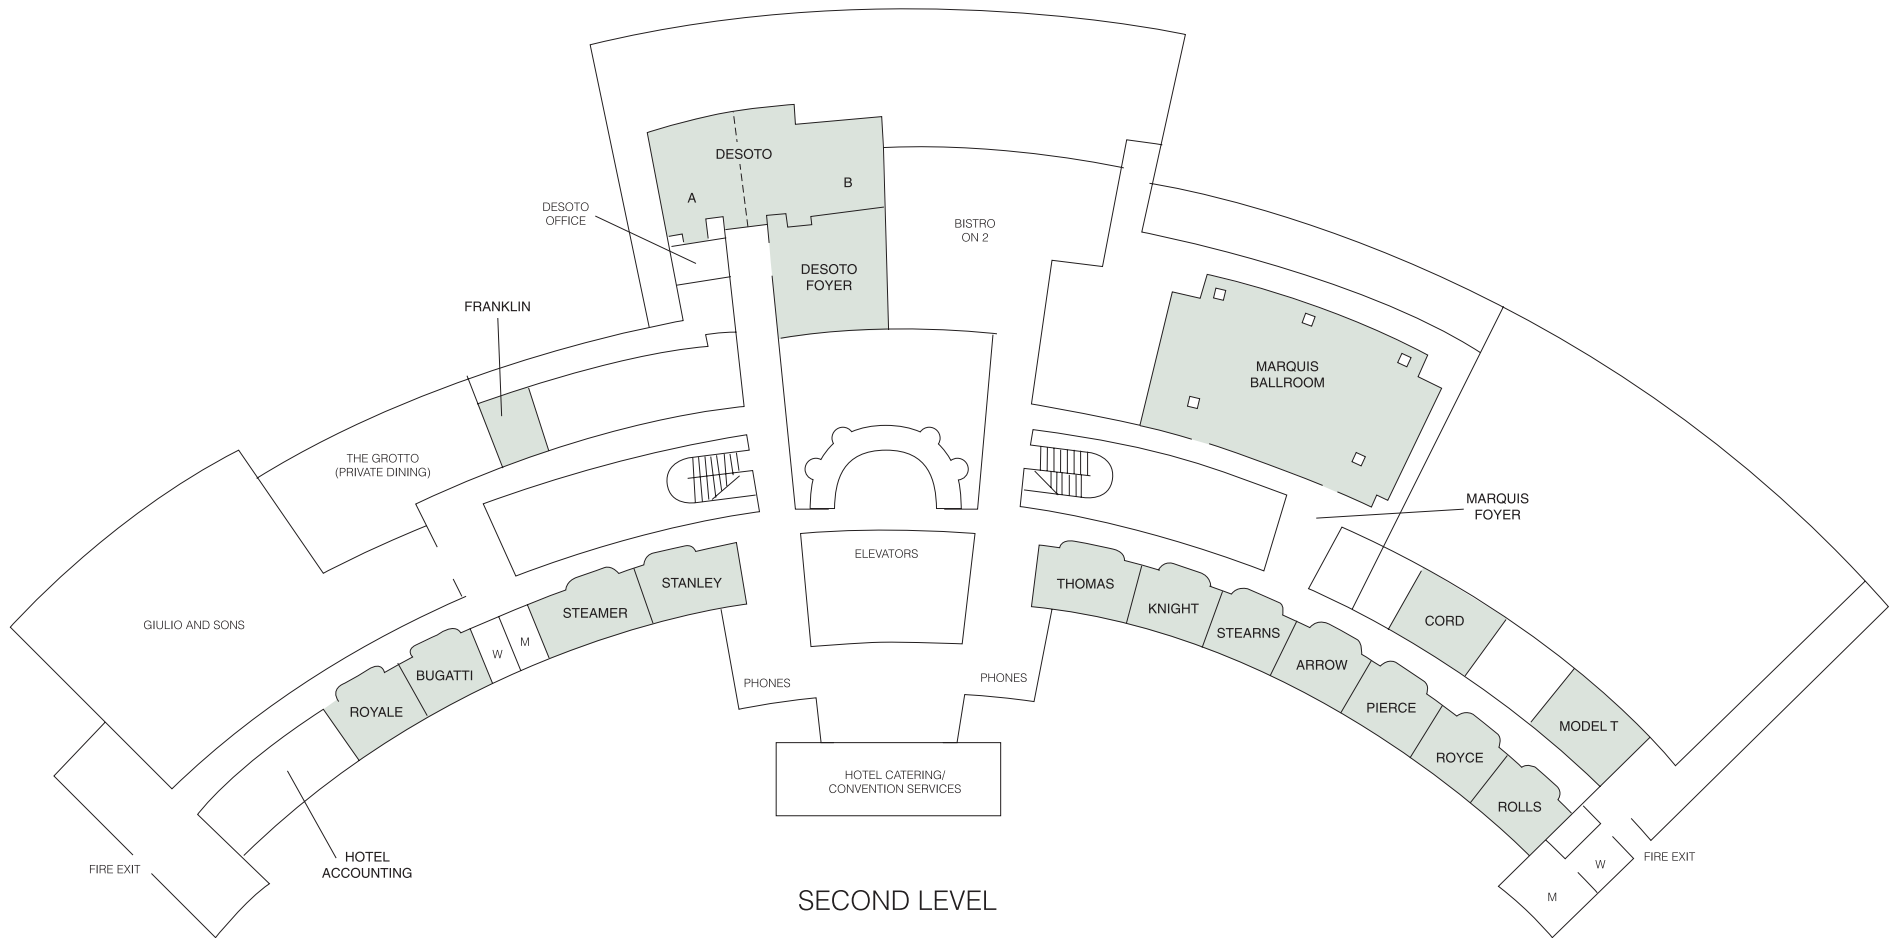 DESOTO
A
B
DESOTO
OFFICE
BISTRO
ON 2
DESOTO
FOYER
FRANKLIN
MARQUIS
BALLROOM
THE GROTTO
(PRIVATE DINING)
MARQUIS
FOYER
ELEVATORS
GIULIO AND SONS
STANLEY
STEAMER
M
W
BUGATTI
ROYALE
THOMAS
KNIGHT
STEARNS
ARROW
PIERCE
ROYCE
ROLLS
CORD
MODEL T
PHONES
PHONES
HOTEL CATERING/
CONVENTION SERVICES
HOTEL
ACCOUNTING
FIRE EXIT
FIRE EXIT
W
M
SECOND LEVEL